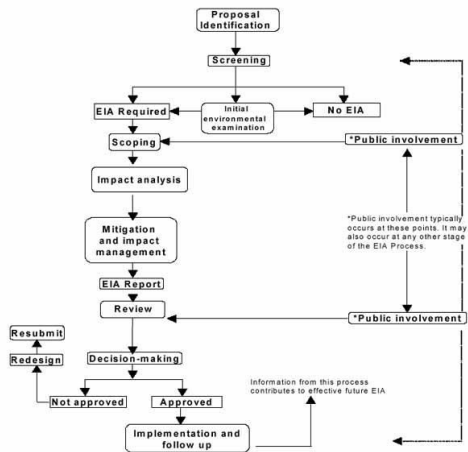 Proposal
Identification
Screening
EIA Required
Initial
environmental
examination
No EIA
Scoping
*Public involvement
Impact analysis
*Public involvement typically
occurs at these points. It may
also occur at any other stage
of the EIA Process.
Mitigation
and impact
management
EIA Report
Review
*Public involvement
Resubmit
Redesign
Decision-making
Information from this process
contributes to effective future EIA
Not approved
Approved
Implementation and
follow up